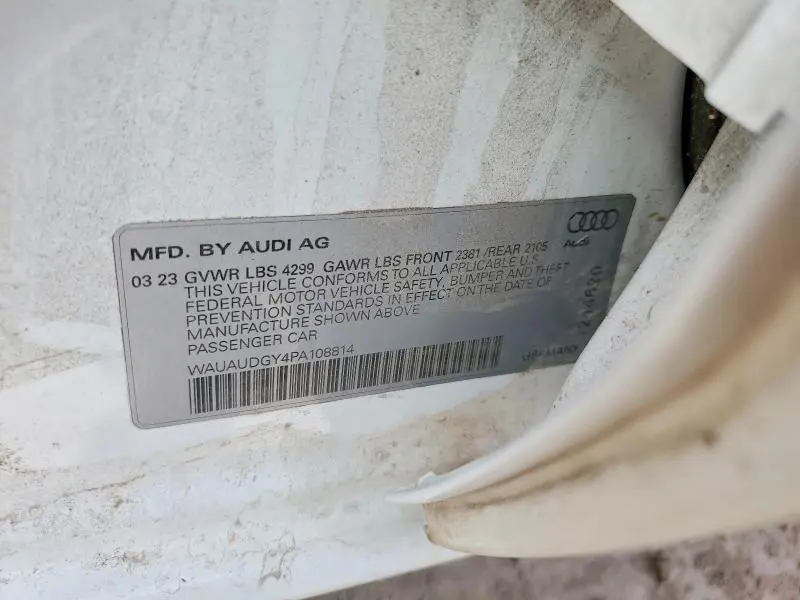 MFD. BY AUDI AG
Audi
03 23 GVWR LBS 4299 GAWR LBS FRONT 2381 /REAR 2105
THIS VEHICLE CONFORMS TO ALL APPLICABLE U.S.
FEDERAL MOTOR VEHICLE SAFETY, BUMPER AND THEFT
PREVENTION STANDARDS IN EFFECT ON THE DATE OF
MANUFACTURE SHOWN ABOVE
PASSENGER CAR
WAUAUDGY4PA108814
GERMANY